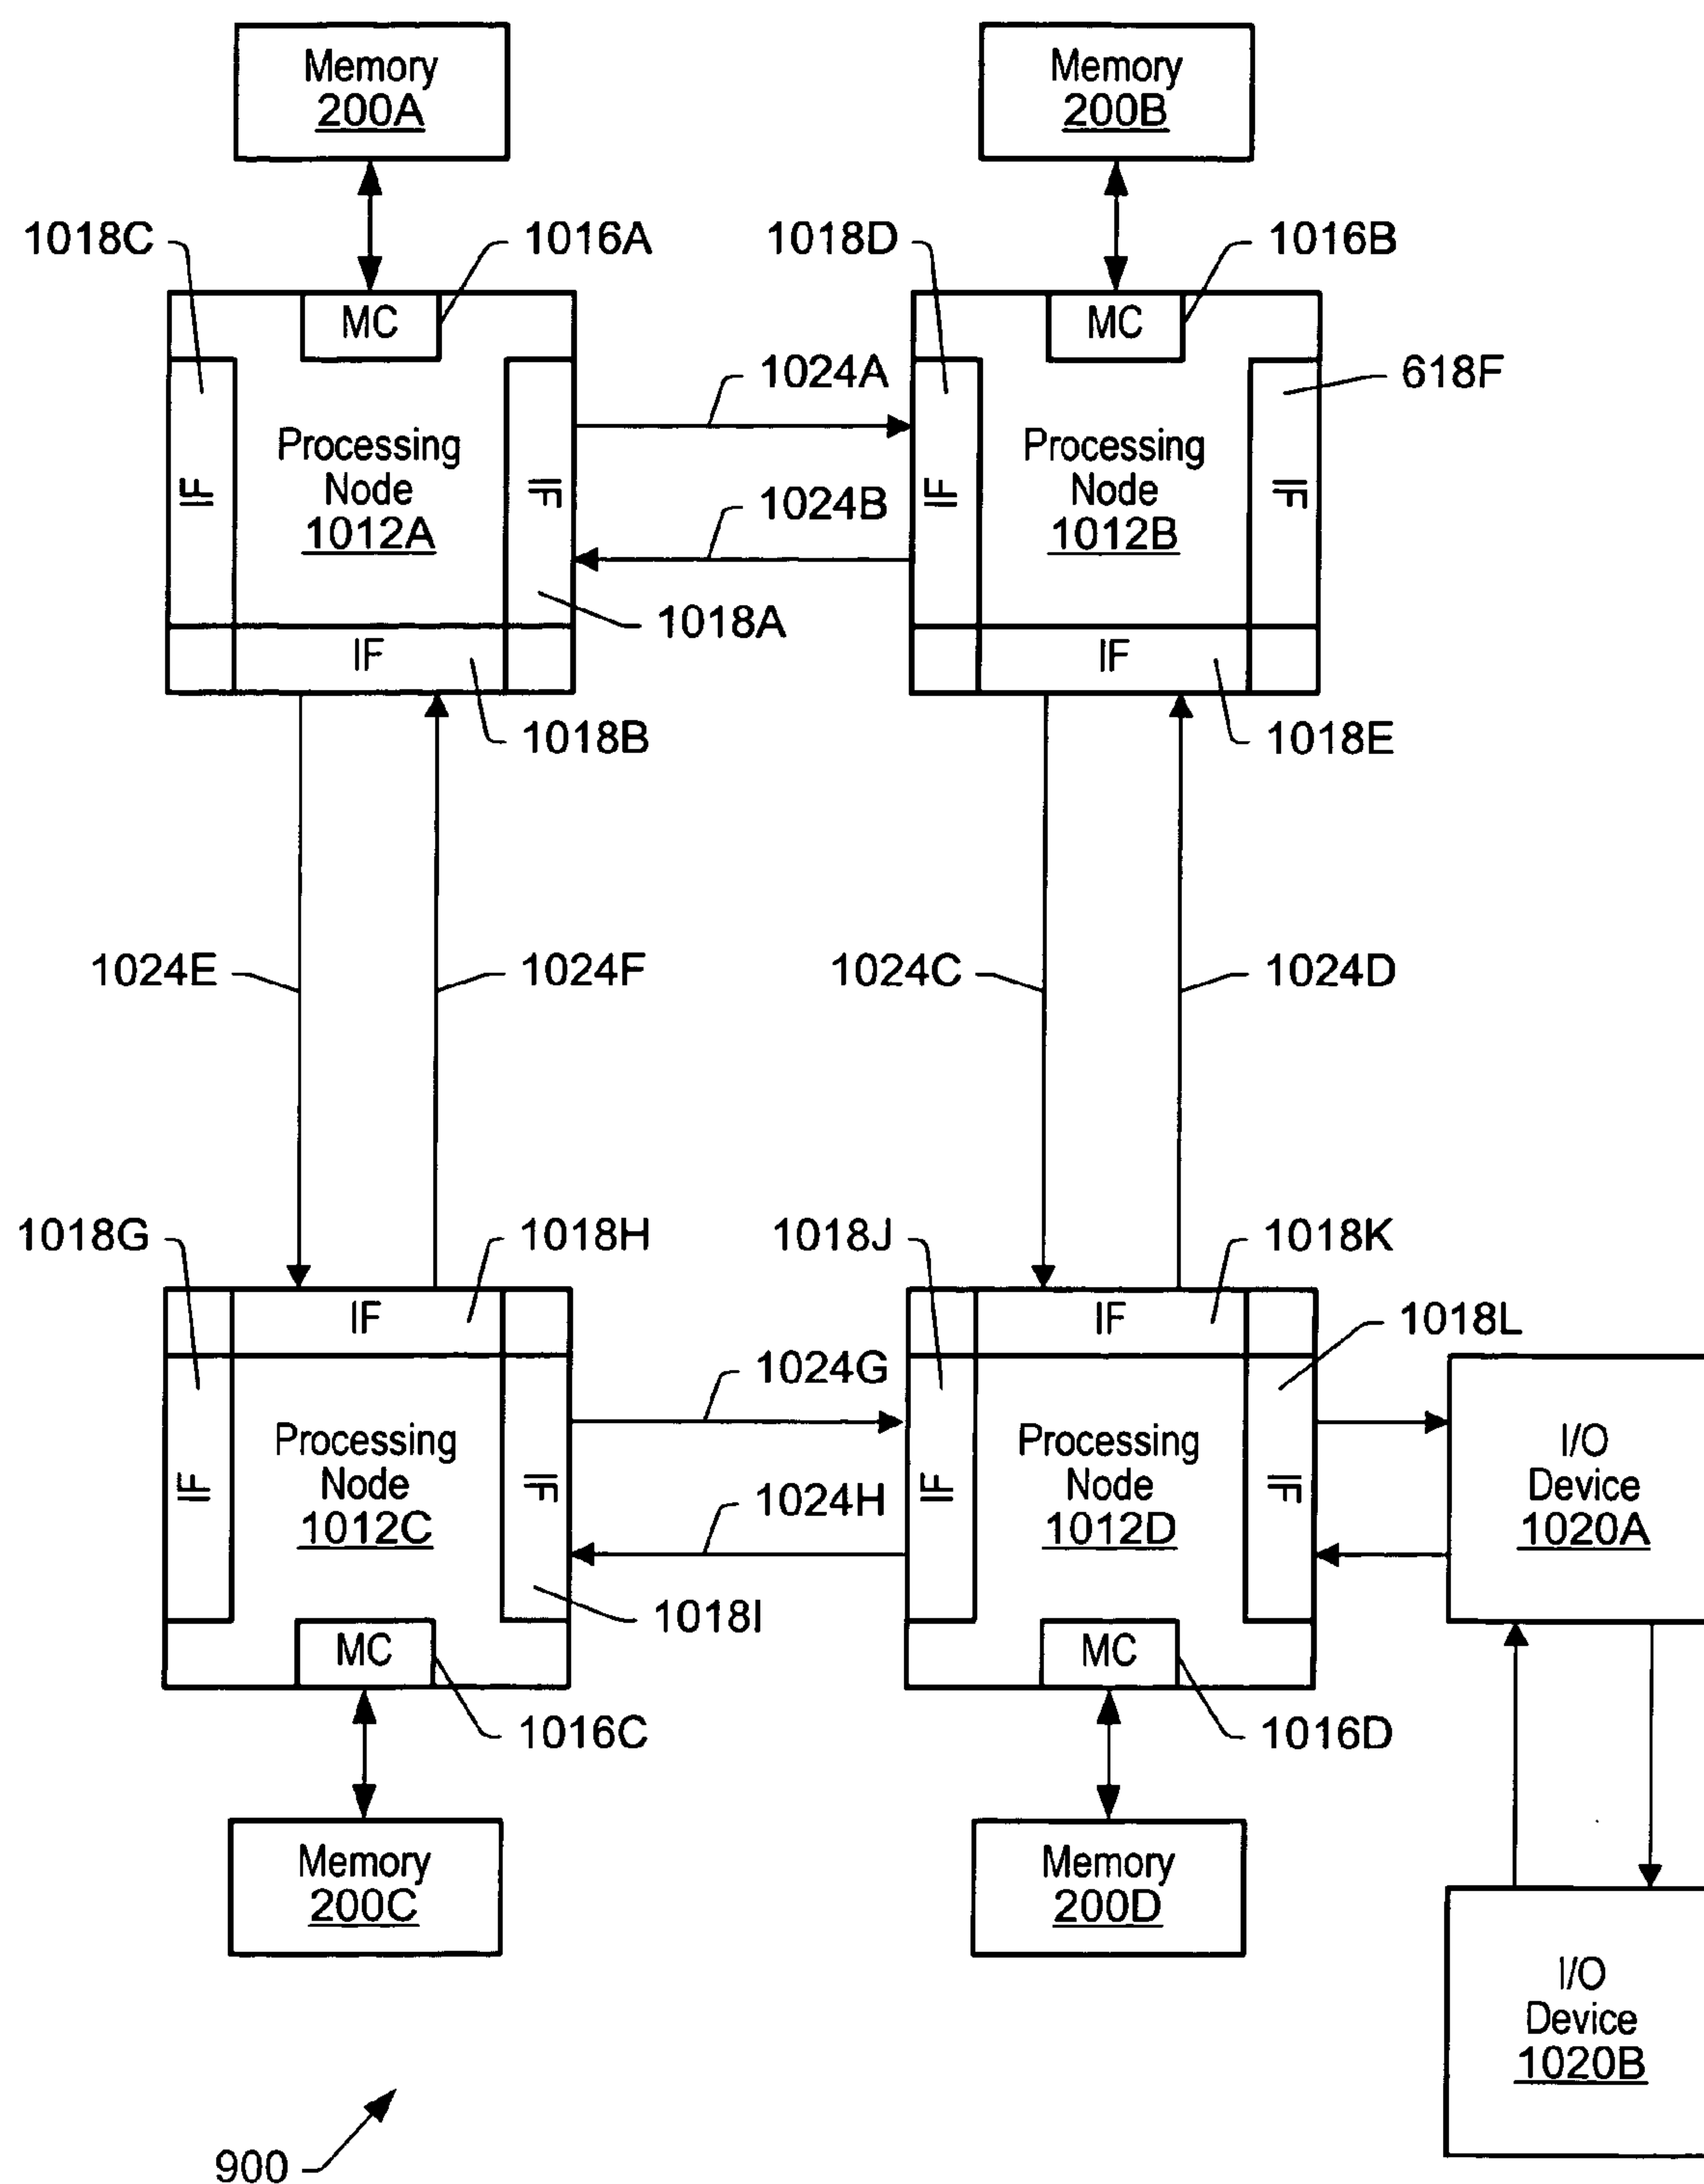 Memory
200A
Memory
200B
1018C
1016A
1018D
1016B
MC
MC
1024A
618F
Processing
Node
1012A
IF
IF
1024B
Processing
Node
1012B
IF
IF
1018A
IF
IF
1018B
1018E
1024E
1024F
1024C
1024D
1018G
1018H
1018J
1018K
IF
IF
1018L
1024G
Processing
Node
1012C
IF
IF
1024H
Processing
Node
1012D
IF
IF
I/O
Device
1020A
1018I
MC
MC
1016C
1016D
Memory
200C
Memory
200D
I/O
Device
1020B
900